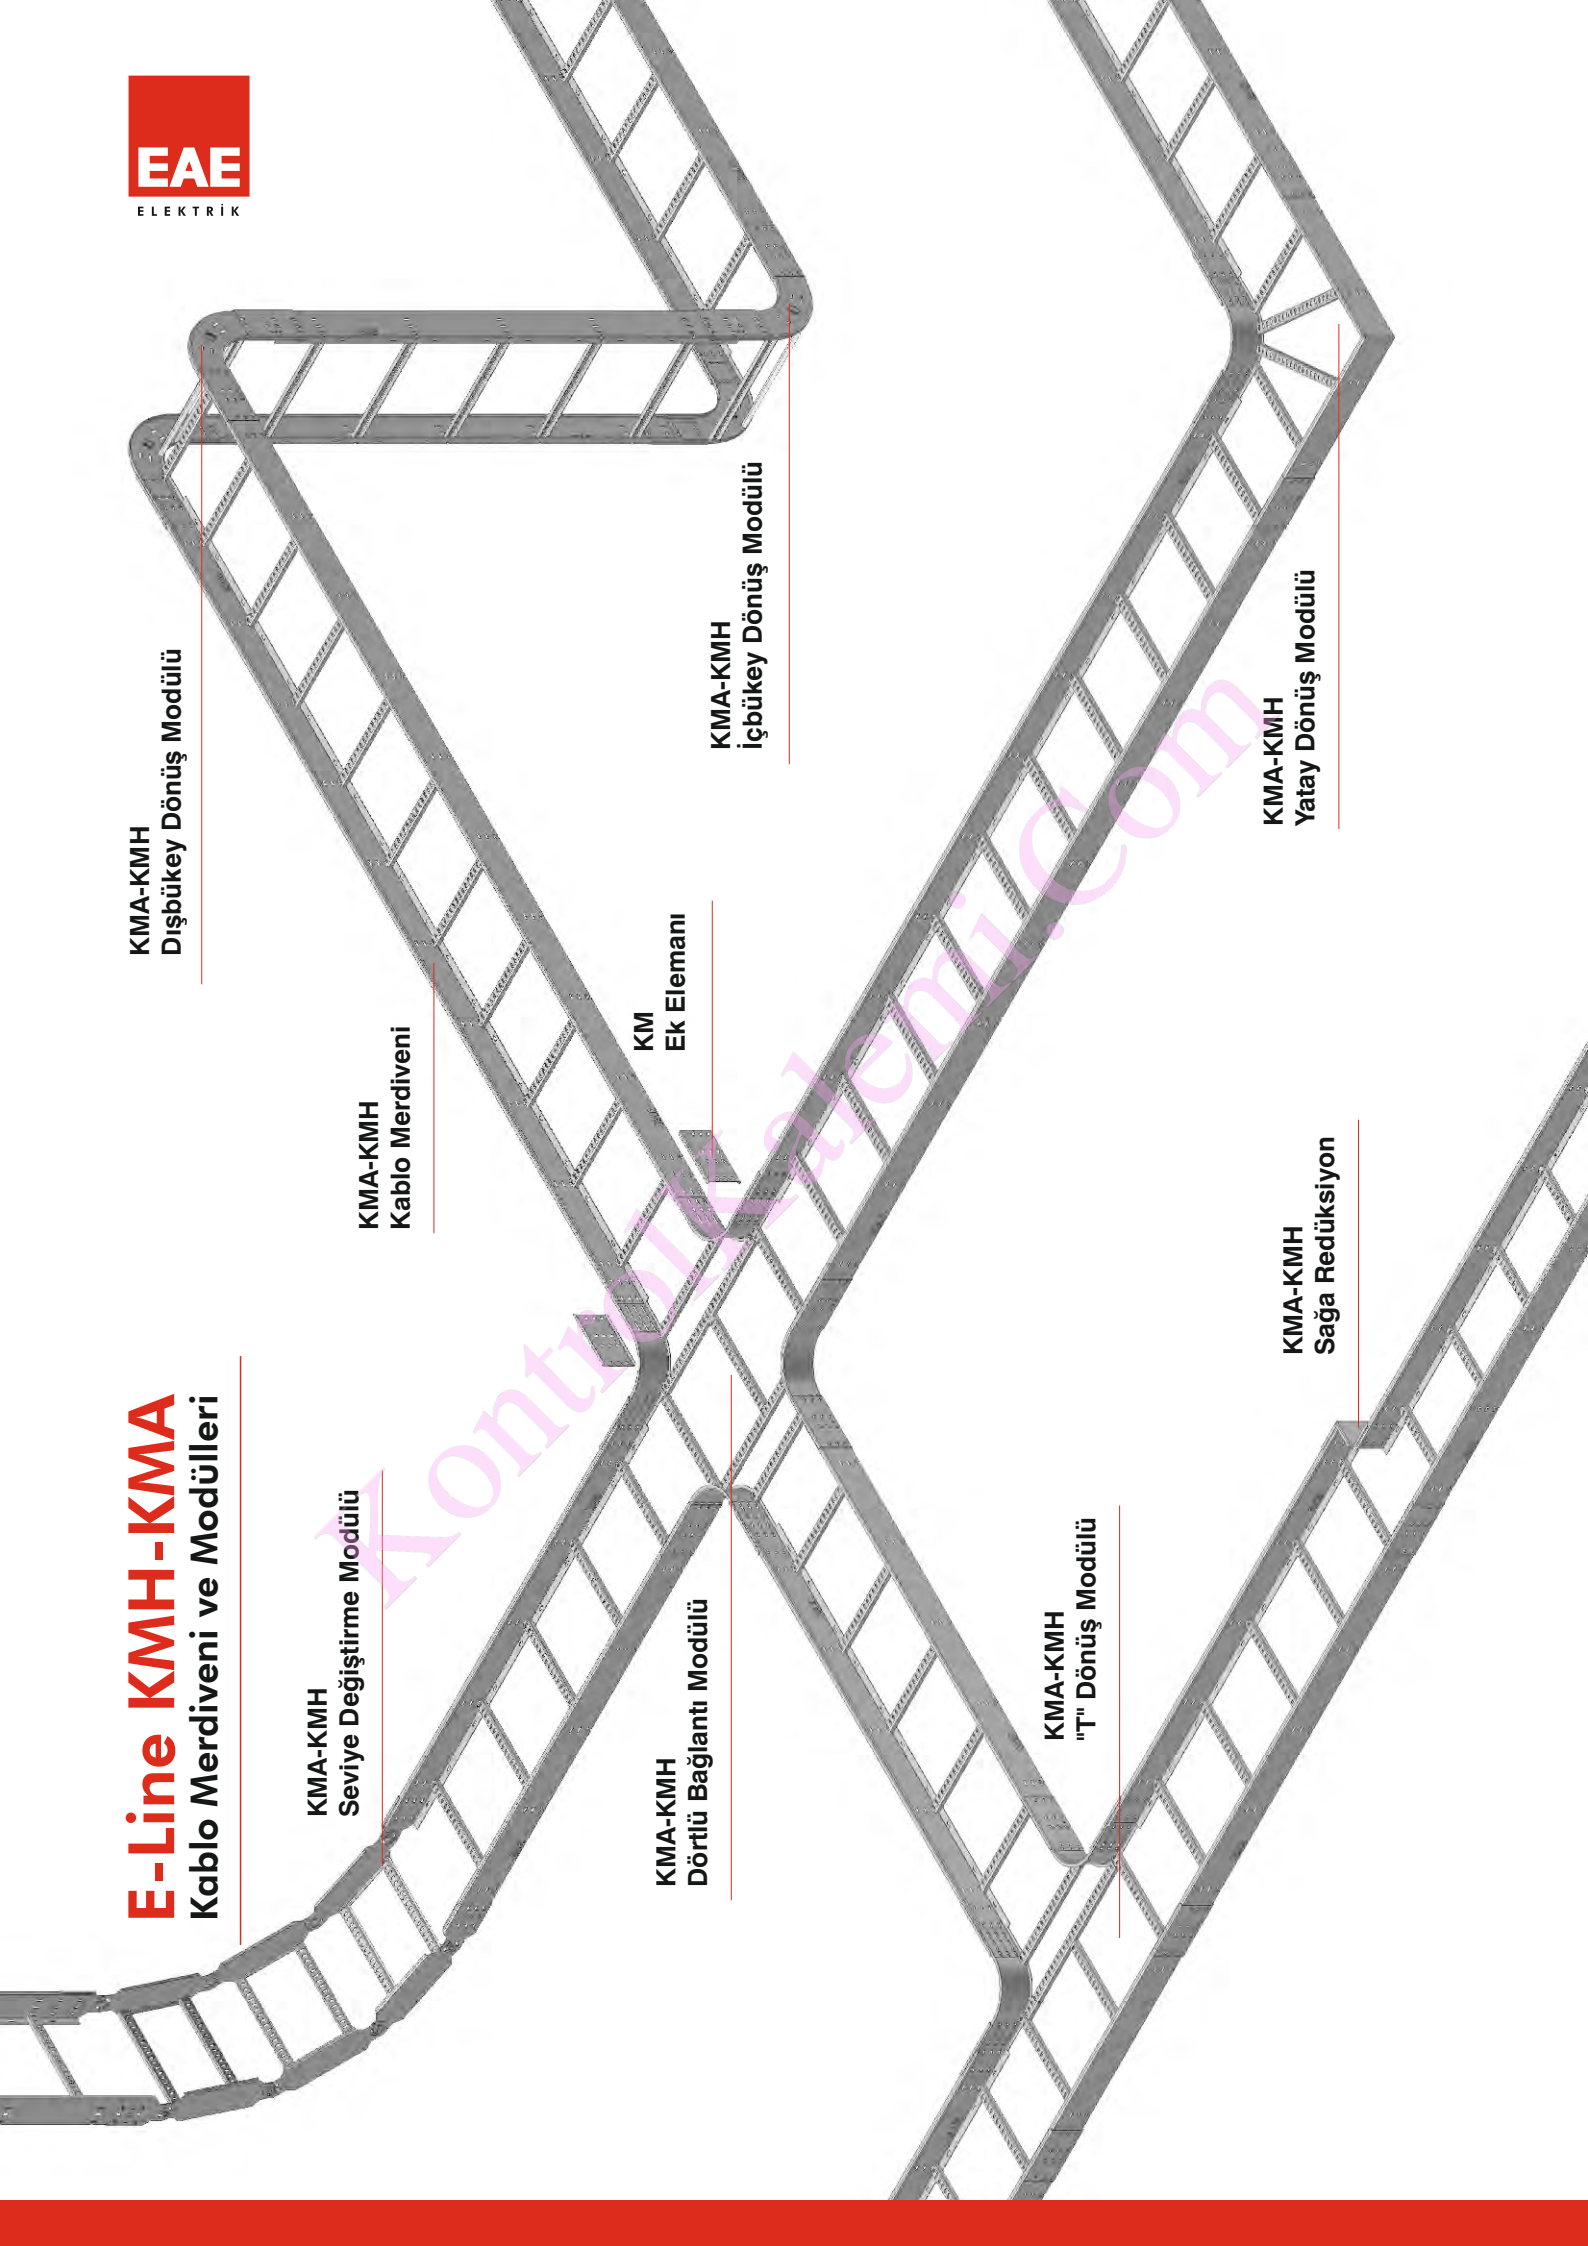 EAE
ELEKTRİK
E-Line KMH-KMA
Kablo Merdiveni ve Modülleri
KMA-KMH
Seviye Değiştirme Modülü
KMA-KMH
Kablo Merdiveni
KMA-KMH
Dışbükey Dönüş Modülü
KMA-KMH
Dörtlü Bağlantı Modülü
KM
Ek Elemanı
KMA-KMH
İçbükey Dönüş Modülü
KMA-KMH
"T" Dönüş Modülü
KMA-KMH
Sağa Redüksiyon
KMA-KMH
Yatay Dönüş Modülü
KontrolKalemi.Com